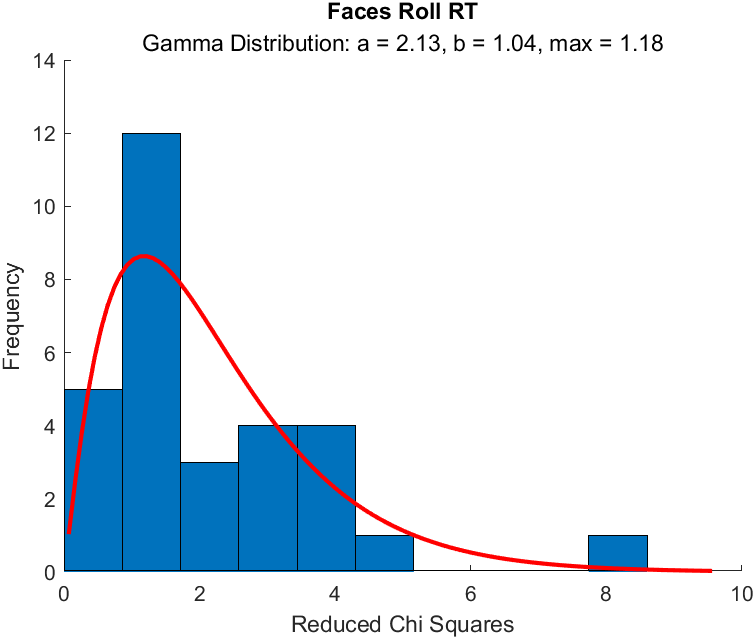 Faces Roll RT
Gamma Distribution: a = 2.13, b = 1.04, max = 1.18
14
12
10
8
6
4
2
0
Frequency
0 2 4 6 8 10
Reduced Chi Squares